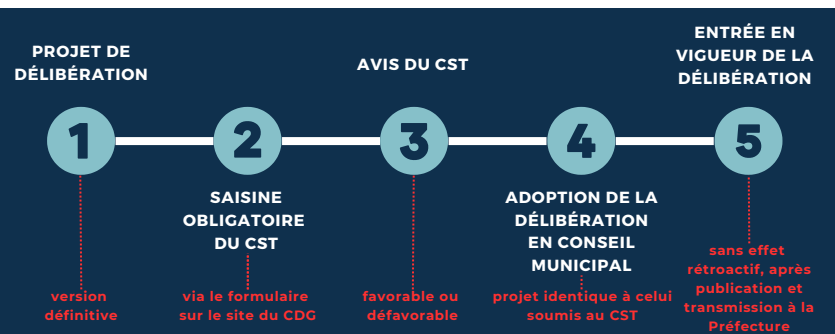 PROJET DE
DÉLIBÉRATION
1
version
définitive
2
SAISINE
OBLIGATOIRE
DU CST
via le formulaire
sur le site du CDG
AVIS DU CST
3
favorable ou
défavorable
4
ADOPTION DE LA
DÉLIBÉRATION
EN CONSEIL
MUNICIPAL
projet identique à celui
soumis au CST
ENTRÉE EN
VIGUEUR DE LA
DÉLIBÉRATION
5
sans effet
rétroactif, après
publication et
transmission à la
Préfecture